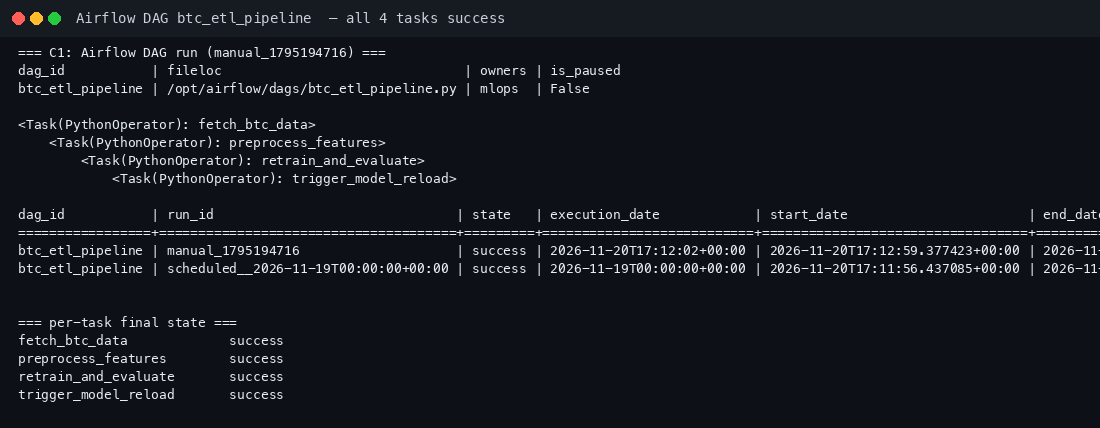 Airflow DAG btc_etl_pipeline  — all 4 tasks success
=== C1: Airflow DAG run (manual_1795194716) ===
dag_id           | fileloc                               | owners | is_paused
btc_etl_pipeline | /opt/airflow/dags/btc_etl_pipeline.py | mlops  | False
<Task(PythonOperator): fetch_btc_data>
    <Task(PythonOperator): preprocess_features>
        <Task(PythonOperator): retrain_and_evaluate>
            <Task(PythonOperator): trigger_model_reload>
dag_id           | run_id                               | state   | execution_date            | start_date                       | end_date
=================+======================================+=========+===========================+==================================+=========
btc_etl_pipeline | manual_1795194716                    | success | 2026-11-20T17:12:02+00:00 | 2026-11-20T17:12:59.377423+00:00 | 2026-11-
btc_etl_pipeline | scheduled__2026-11-19T00:00:00+00:00 | success | 2026-11-19T00:00:00+00:00 | 2026-11-20T17:11:56.437085+00:00 | 2026-11-
=== per-task final state ===
fetch_btc_data             success
preprocess_features        success
retrain_and_evaluate       success
trigger_model_reload       success